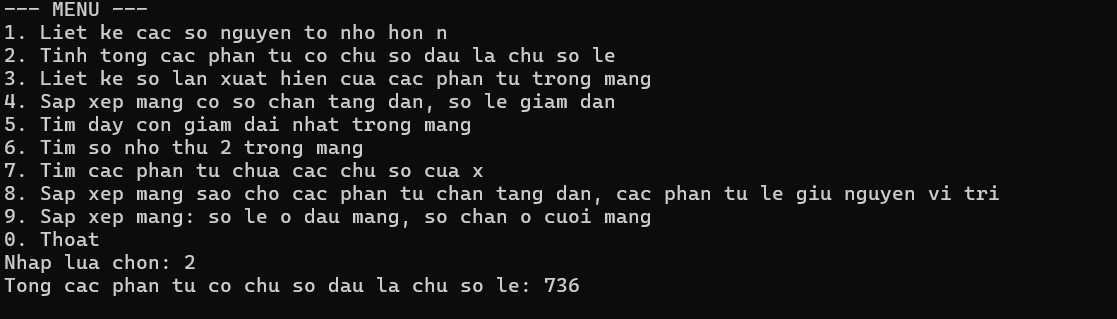 --- MENU ---
1. Liet ke cac so nguyen to nho hon n
2. Tinh tong cac phan tu co chu so dau la chu so le
3. Liet ke so lan xuat hien cua cac phan tu trong mang
4. Sap xep mang co so chan tang dan, so le giam dan
5. Tim day con giam dai nhat trong mang
6. Tim so nho thu 2 trong mang
7. Tim cac phan tu chua cac chu so cua x
8. Sap xep mang sao cho cac phan tu chan tang dan, cac phan tu le giu nguyen vi tri
9. Sap xep mang: so le o dau mang, so chan o cuoi mang
0. Thoat
Nhap lua chon: 2
Tong cac phan tu co chu so dau la chu so le: 736